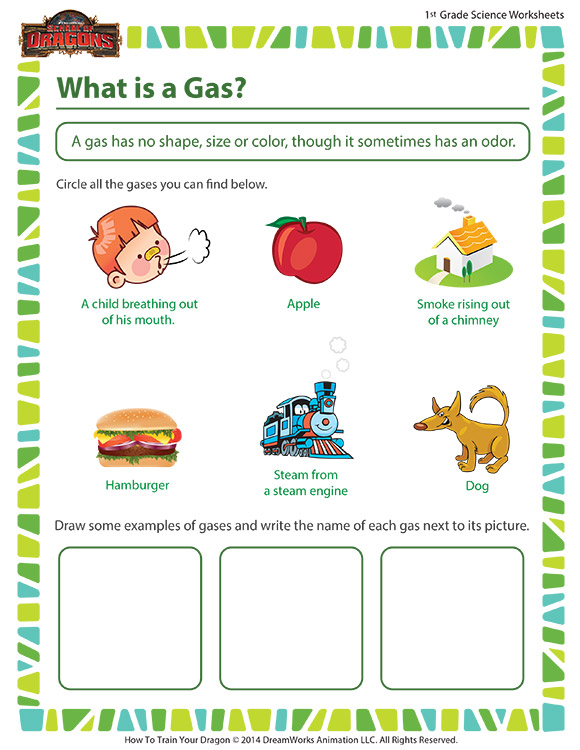 1st Grade Science Worksheets
SCHOOL OF
DRAGONS
What is a Gas?
A gas has no shape, size or color, though it sometimes has an odor.
Circle all the gases you can find below.
A child breathing out
of his mouth.
Apple
Smoke rising out
of a chimney
Hamburger
Steam from
a steam engine
Dog
Draw some examples of gases and write the name of each gas next to its picture.
How To Train Your Dragon © 2014 DreamWorks Animation LLC. All Rights Reserved.